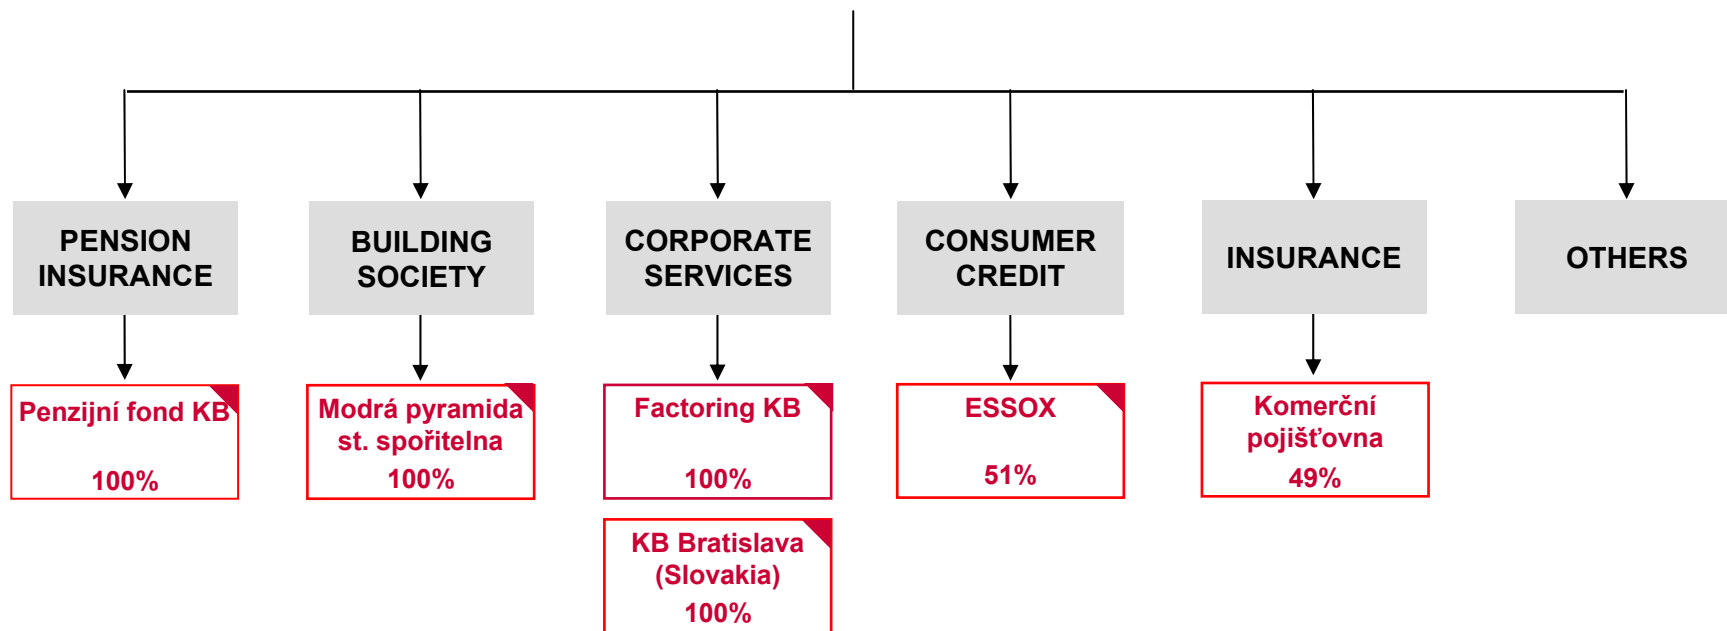 PENSION
INSURANCE
BUILDING
SOCIETY
CORPORATE
SERVICES
CONSUMER
CREDIT
INSURANCE
OTHERS
Penzijní fond KB
100%
Modrá pyramida
st. spořitelna
100%
Factoring KB
100%
ESSOX
51%
Komerční
pojišťovna
49%
KB Bratislava
(Slovakia)
100%